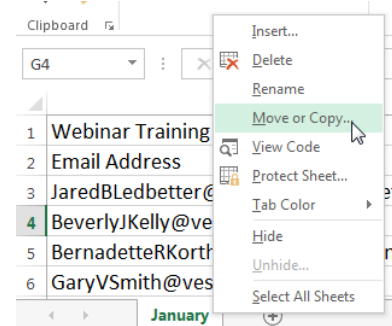 Clipboard
G4
Insert...
Delete
Rename
Move or Copy...
View Code
Protect Sheet...
Tab Color
Hide
Unhide...
Select All Sheets
1 Webinar Training
2 Email Address
3 JaredBLedbetter@
4 BeverlyJKelly@ve
5 BernadetteRKorth
6 GaryVSmith@ves
January